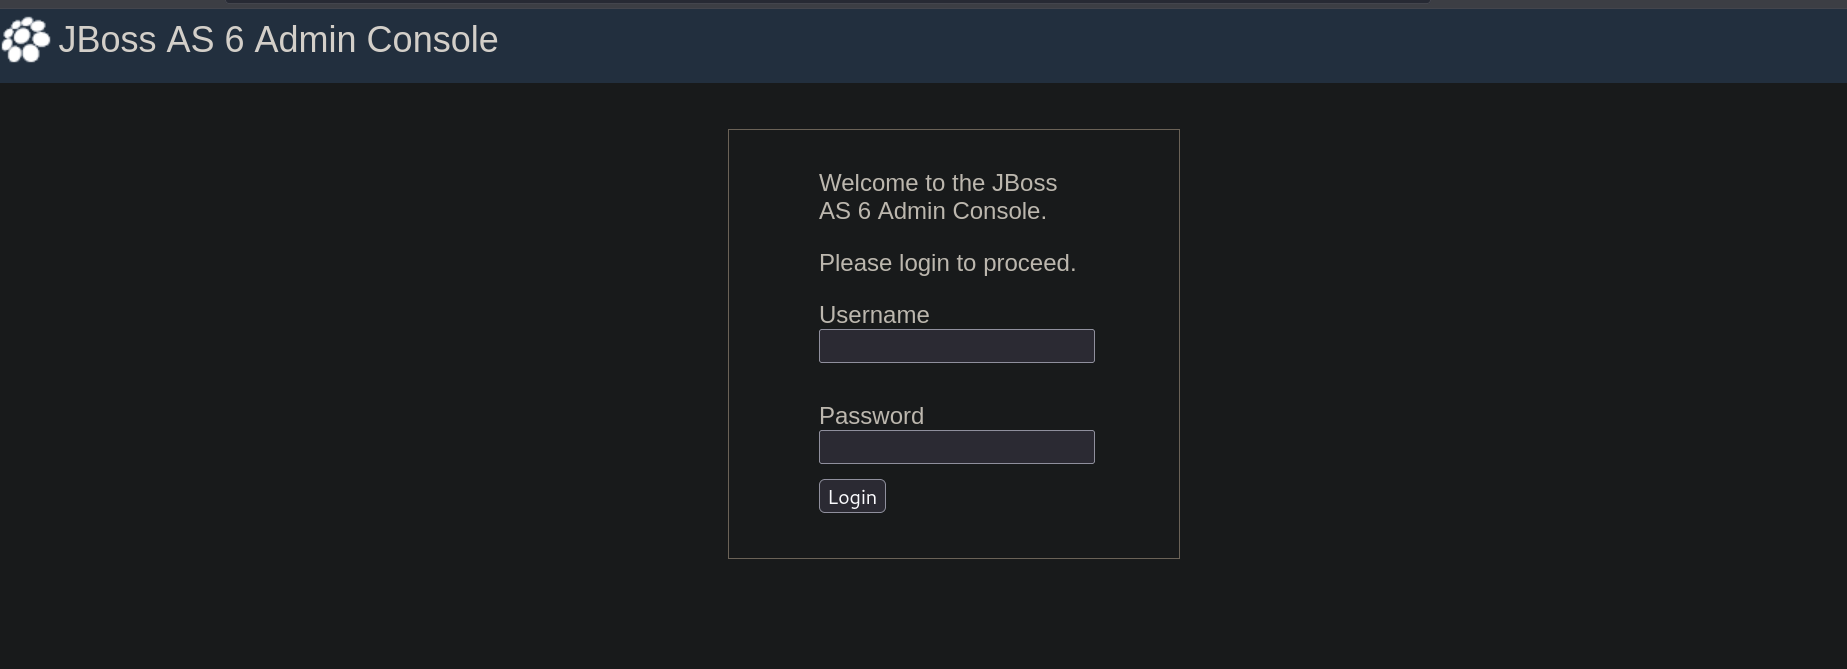 JBoss AS 6 Admin Console
Welcome to the JBoss
AS 6 Admin Console.
Please login to proceed.
Username
Password
Login